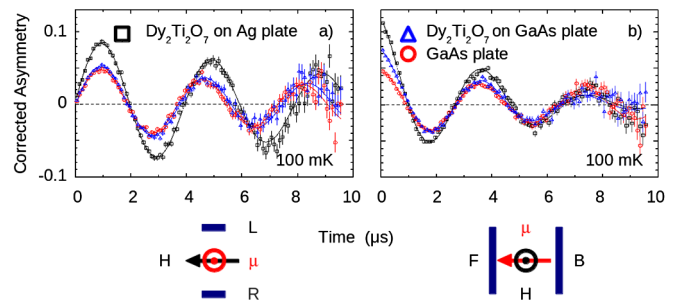 Corrected Asymmetry
0.1
0
-0.1
Dy2Ti2O7 on Ag plate
a)
100 mK
0 2 4 6 8 10
Dy2Ti2O7 on GaAs plate
GaAs plate
b)
100 mK
0 2 4 6 8 10
Time (μs)
L
H
μ
R
μ
F
B
H